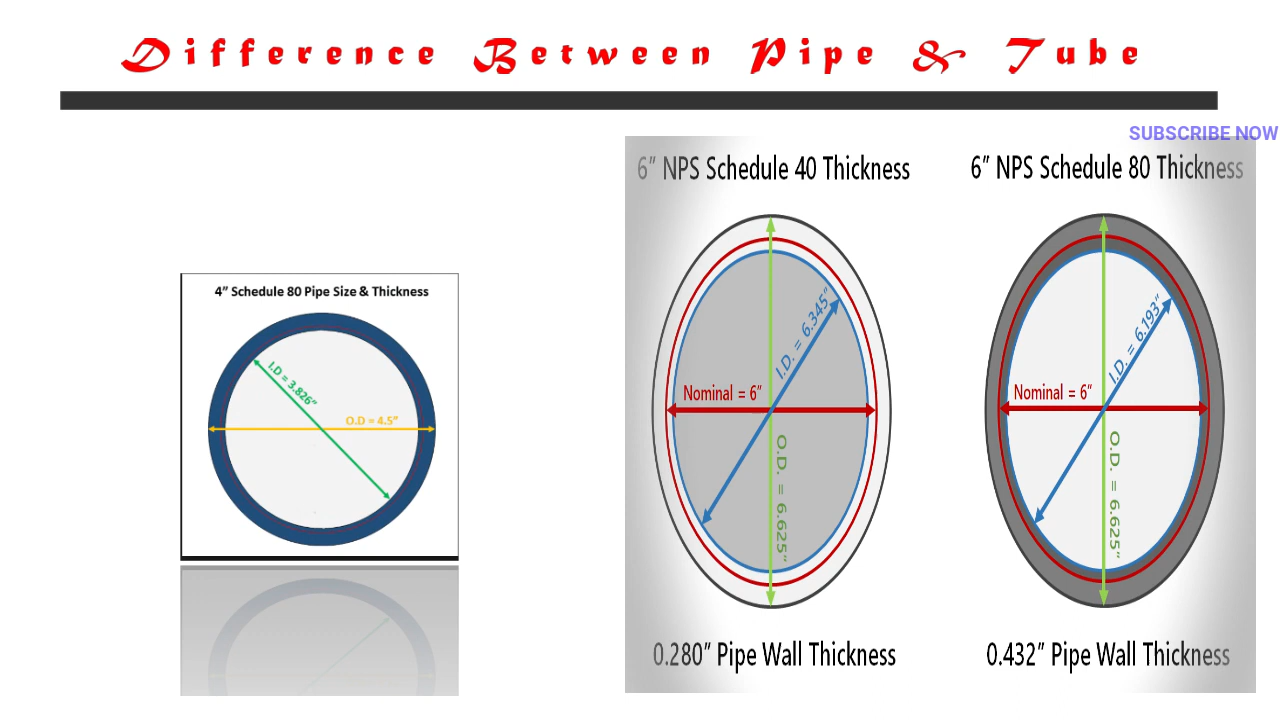 Difference Between Pipe & Tube
SUBSCRIBE NOW
4” Schedule 80 Pipe Size & Thickness
I.D = 3.826”
O.D = 4.5”
6” NPS Schedule 40 Thickness
I.D. = 6.345”
Nominal = 6”
O.D. = 6.625”
0.280” Pipe Wall Thickness
6” NPS Schedule 80 Thickness
I.D. = 6.193”
Nominal = 6”
O.D. = 6.625”
0.432” Pipe Wall Thickness